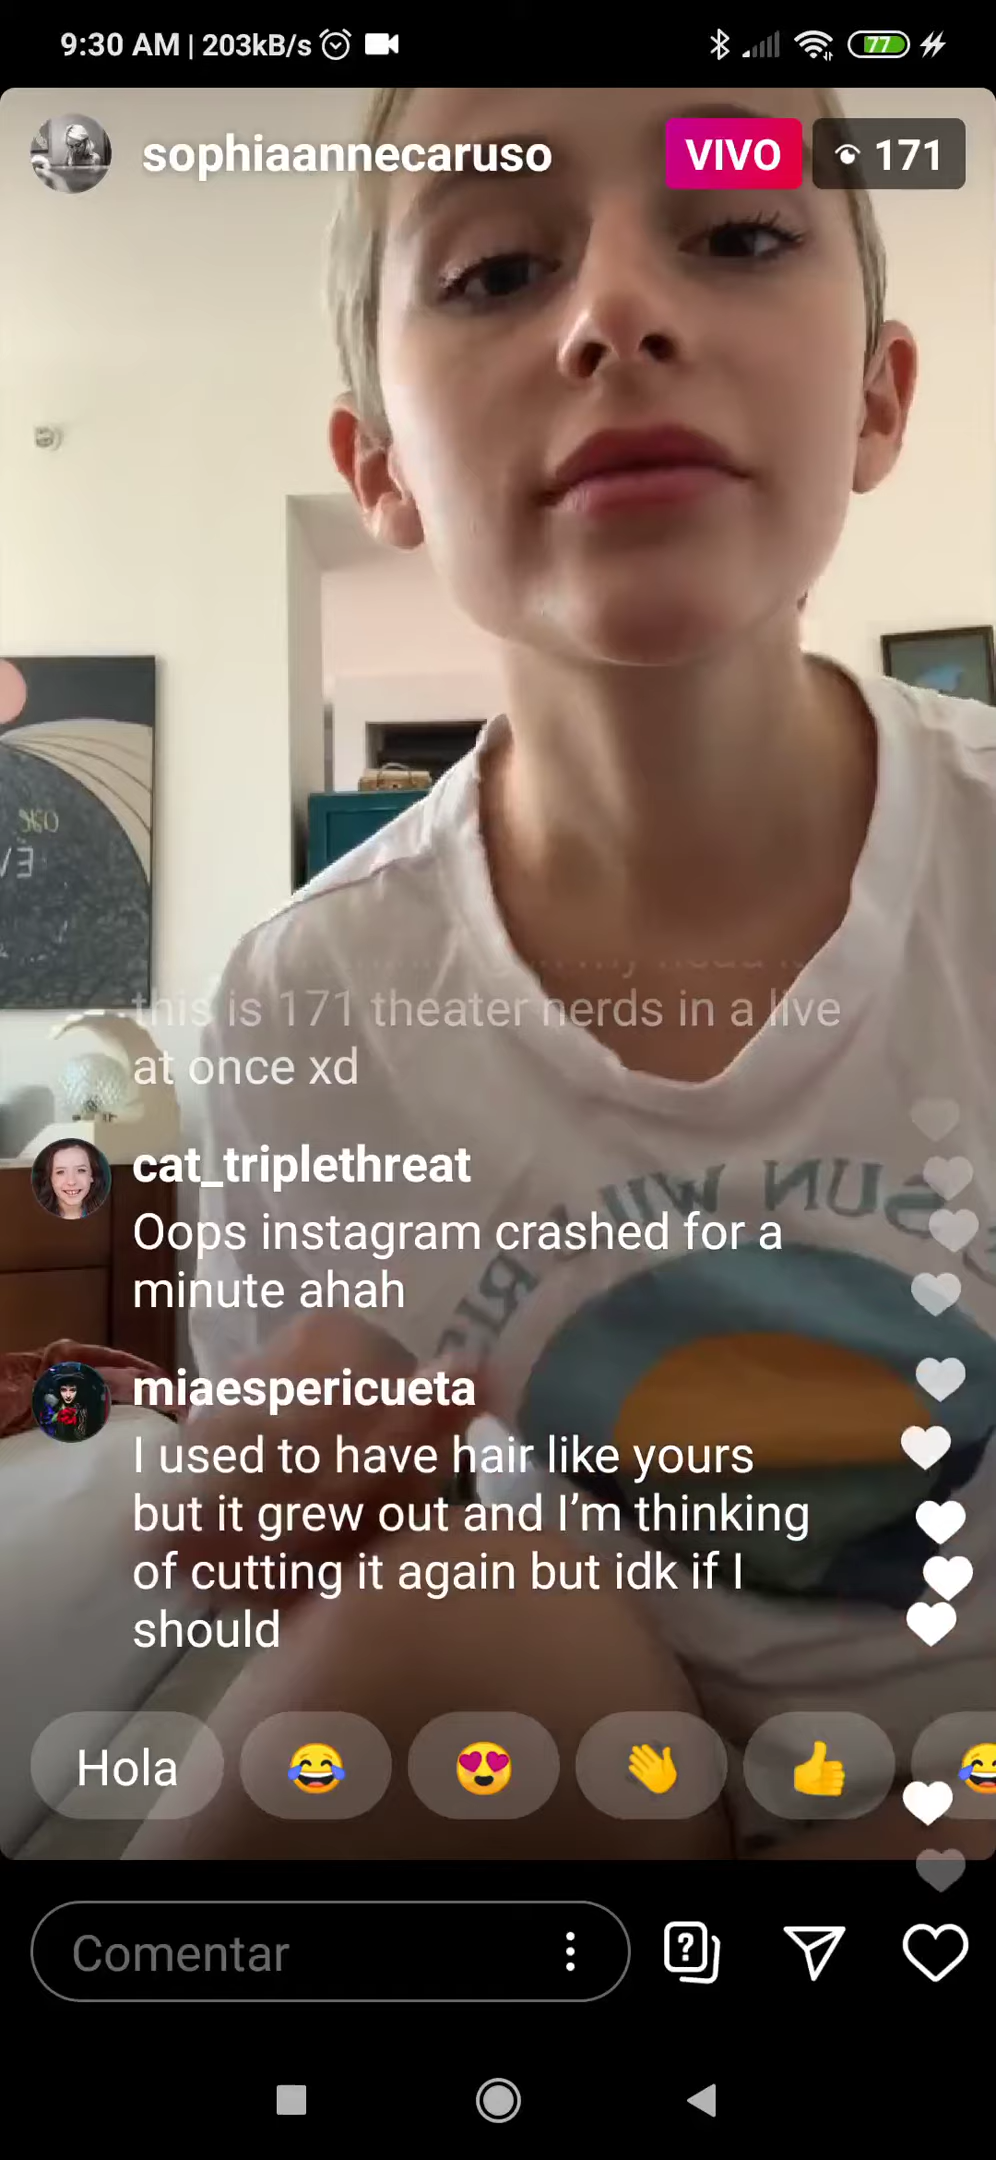 9:30 AM | 203kB/s
77
sophiaannecaruso
VIVO
171
this is 171 theater nerds in a live
at once xd
cat_triplethreat
Oops instagram crashed for a
minute ahah
SUN WILL
miaespericueta
I used to have hair like yours
but it grew out and I'm thinking
of cutting it again but idk if I
should
Hola
Comentar